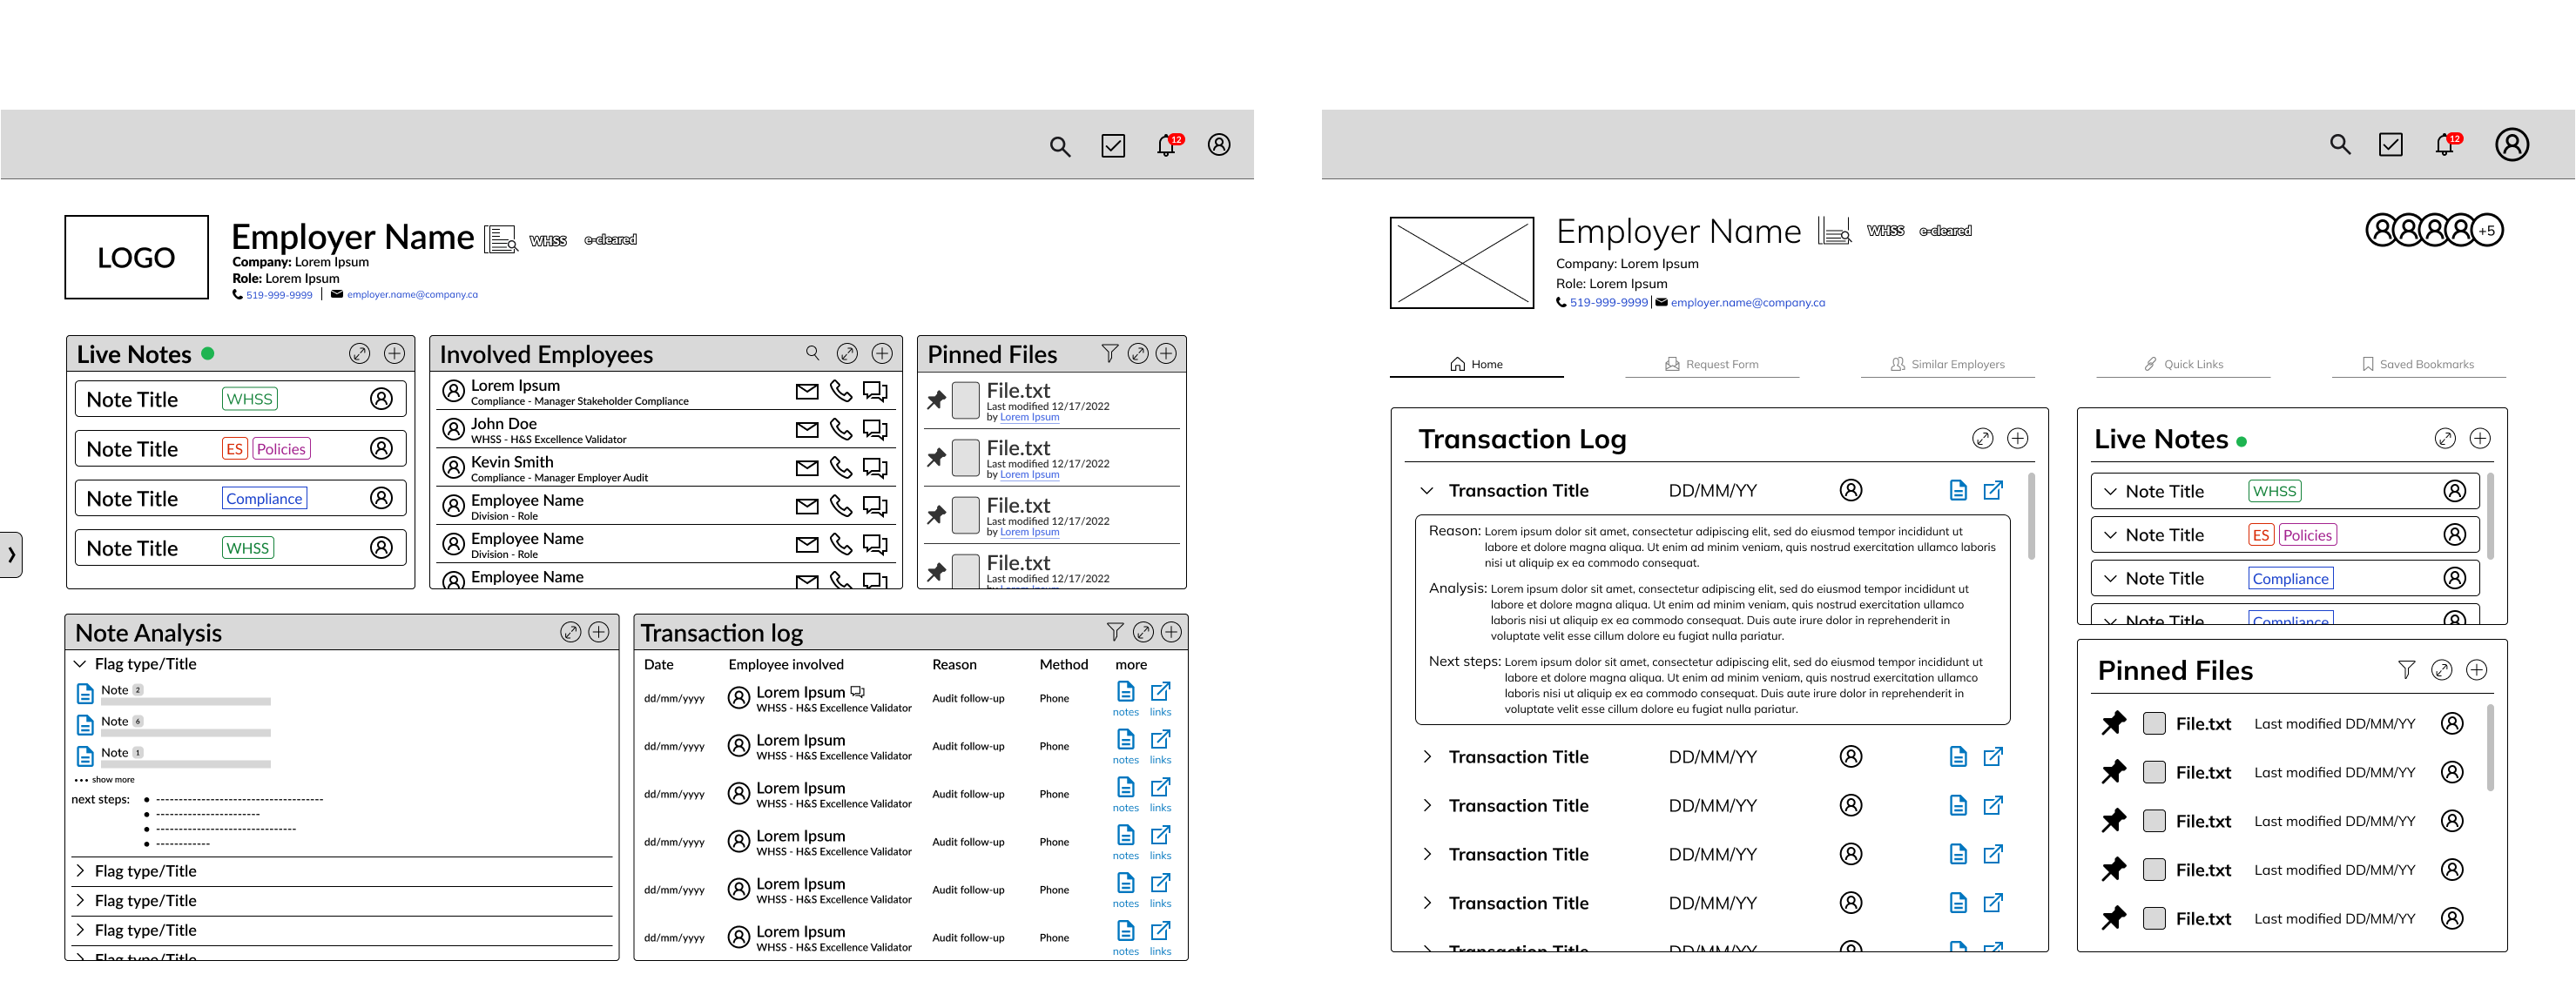 12
LOGO
Employer Name WHSS e-cleared
Company: Lorem Ipsum
Role: Lorem Ipsum
519-999-9999 | employer.name@company.ca
Live Notes
Note Title WHSS
Note Title ES Policies
Note Title Compliance
Note Title WHSS
Involved Employees
Lorem Ipsum
Compliance - Manager Stakeholder Compliance
John Doe
WHSS - H&S Excellence Validator
Kevin Smith
Compliance - Manager Employer Audit
Employee Name
Division - Role
Employee Name
Division - Role
Employee Name
Pinned Files
File.txt
Last modified 12/17/2022
by Lorem Ipsum
File.txt
Last modified 12/17/2022
by Lorem Ipsum
File.txt
Last modified 12/17/2022
by Lorem Ipsum
File.txt
Last modified 12/17/2022
by Lorem Ipsum
Note Analysis
Flag type/Title
Note 2
Note 6
Note 1
••• show more
next steps:
Flag type/Title
Flag type/Title
Flag type/Title
Flag type/Title
Transaction log
Date Employee involved Reason Method more
dd/mm/yyyy Lorem Ipsum Audit follow-up Phone
WHSS - H&S Excellence Validator notes links
dd/mm/yyyy Lorem Ipsum Audit follow-up Phone
WHSS - H&S Excellence Validator notes links
dd/mm/yyyy Lorem Ipsum Audit follow-up Phone
WHSS - H&S Excellence Validator notes links
dd/mm/yyyy Lorem Ipsum Audit follow-up Phone
WHSS - H&S Excellence Validator notes links
dd/mm/yyyy Lorem Ipsum Audit follow-up Phone
WHSS - H&S Excellence Validator notes links
dd/mm/yyyy Lorem Ipsum Audit follow-up Phone
WHSS - H&S Excellence Validator notes links
12
Employer Name WHSS e-cleared
+5
Company: Lorem Ipsum
Role: Lorem Ipsum
519-999-9999 | employer.name@company.ca
Home Request Form Similar Employers Quick Links Saved Bookmarks
Transaction Log
Transaction Title DD/MM/YY
Reason: Lorem ipsum dolor sit amet, consectetur adipiscing elit, sed do eiusmod tempor incididunt ut
labore et dolore magna aliqua. Ut enim ad minim veniam, quis nostrud exercitation ullamco laboris
nisi ut aliquip ex ea commodo consequat.
Analysis: Lorem ipsum dolor sit amet, consectetur adipiscing elit, sed do eiusmod tempor incididunt ut
labore et dolore magna aliqua. Ut enim ad minim veniam, quis nostrud exercitation ullamco
laboris nisi ut aliquip ex ea commodo consequat. Duis aute irure dolor in reprehenderit in
voluptate velit esse cillum dolore eu fugiat nulla pariatur.
Next steps: Lorem ipsum dolor sit amet, consectetur adipiscing elit, sed do eiusmod tempor incididunt ut
labore et dolore magna aliqua. Ut enim ad minim veniam, quis nostrud exercitation ullamco
laboris nisi ut aliquip ex ea commodo consequat. Duis aute irure dolor in reprehenderit in
voluptate velit esse cillum dolore eu fugiat nulla pariatur.
Transaction Title DD/MM/YY
Transaction Title DD/MM/YY
Transaction Title DD/MM/YY
Transaction Title DD/MM/YY
Transaction Title DD/MM/YY
Live Notes
Note Title WHSS
Note Title ES Policies
Note Title Compliance
Note Title Compliance
Pinned Files
File.txt Last modified DD/MM/YY
File.txt Last modified DD/MM/YY
File.txt Last modified DD/MM/YY
File.txt Last modified DD/MM/YY
File.txt Last modified DD/MM/YY